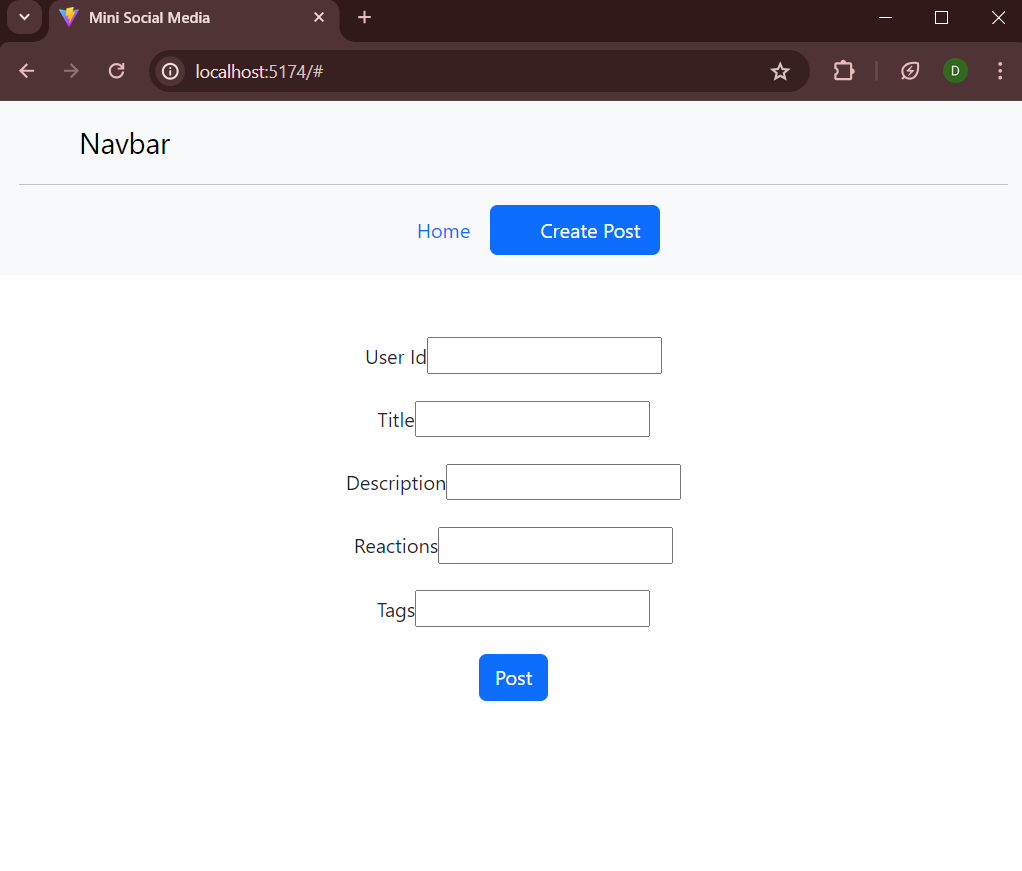 Mini Social Media
localhost:5174/#
D
Navbar
Home Create Post
User Id
Title
Description
Reactions
Tags
Post